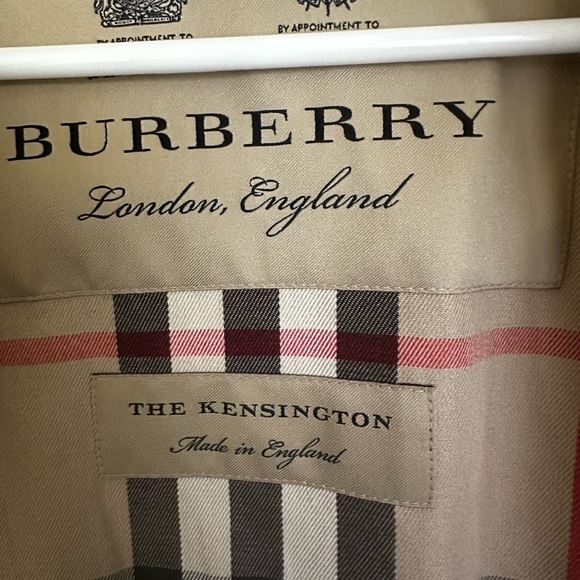 BY APPOINTMENT TO BY APPOINTMENT TO
BURBERRY
London, England
THE KENSINGTON
Made in England